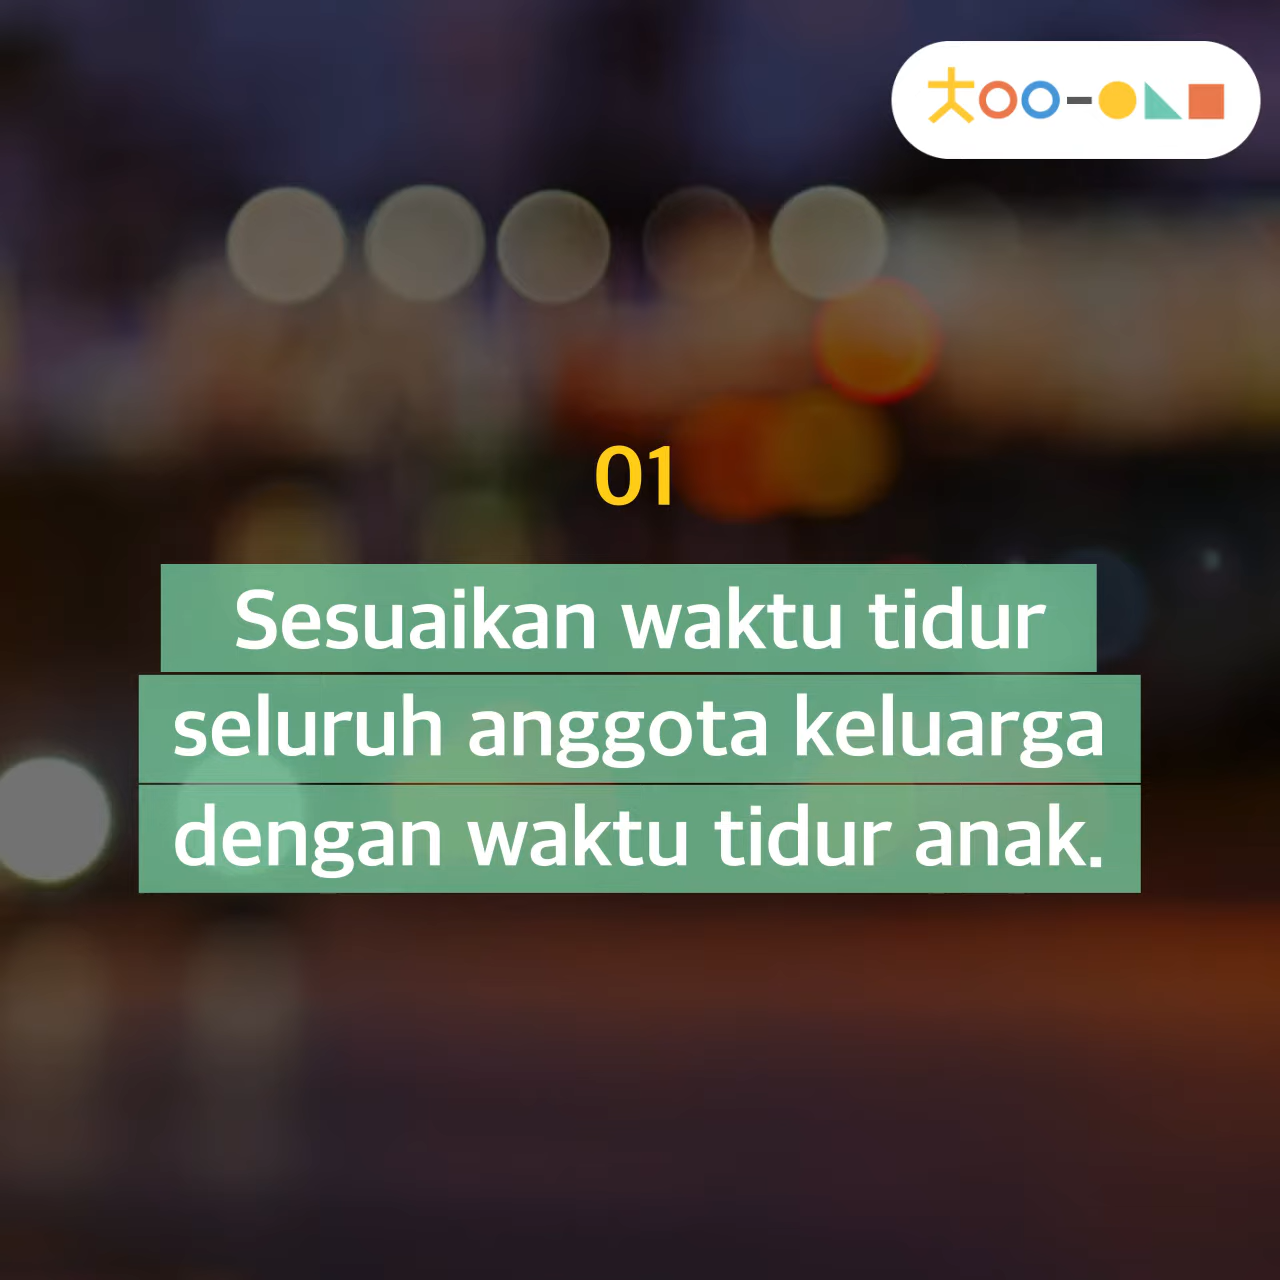 01
Sesuaikan waktu tidur
seluruh anggota keluarga
dengan waktu tidur anak.